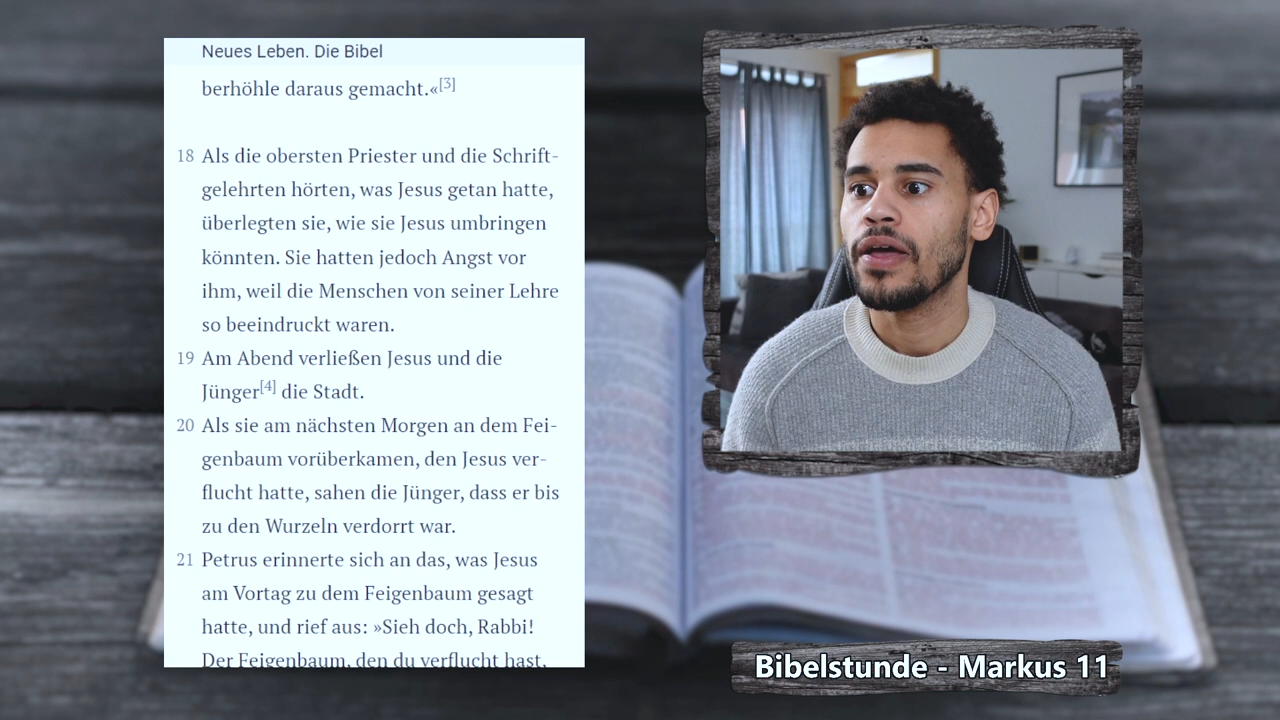 Neues Leben. Die Bibel
berhöhle daraus gemacht.«[3]
18 Als die obersten Priester und die Schrift-
gelehrten hörten, was Jesus getan hatte,
überlegten sie, wie sie Jesus umbringen
könnten. Sie hatten jedoch Angst vor
ihm, weil die Menschen von seiner Lehre
so beeindruckt waren.
19 Am Abend verließen Jesus und die
Jünger[4] die Stadt.
20 Als sie am nächsten Morgen an dem Fei-
genbaum vorüberkamen, den Jesus ver-
flucht hatte, sahen die Jünger, dass er bis
zu den Wurzeln verdorrt war.
21 Petrus erinnerte sich an das, was Jesus
am Vortag zu dem Feigenbaum gesagt
hatte, und rief aus: »Sieh doch, Rabbi!
Der Feigenbaum, den du verflucht hast,
Bibelstunde - Markus 11